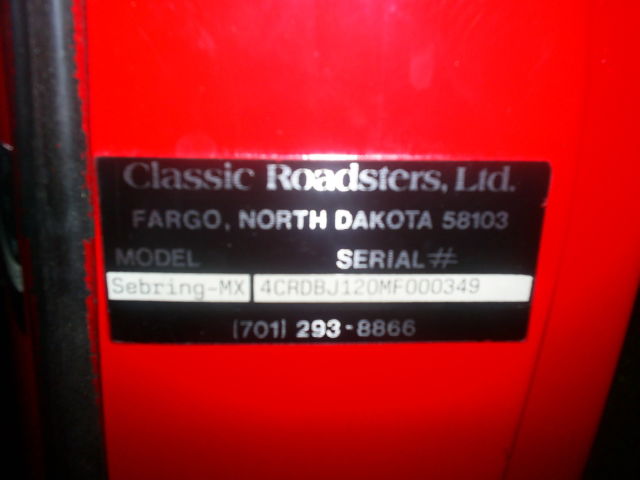 Classic Roadsters, Ltd.
FARGO, NORTH DAKOTA 58103
MODEL SERIAL #
Sebring-MX 4CRDBJ120MF000349
(701) 293-8866